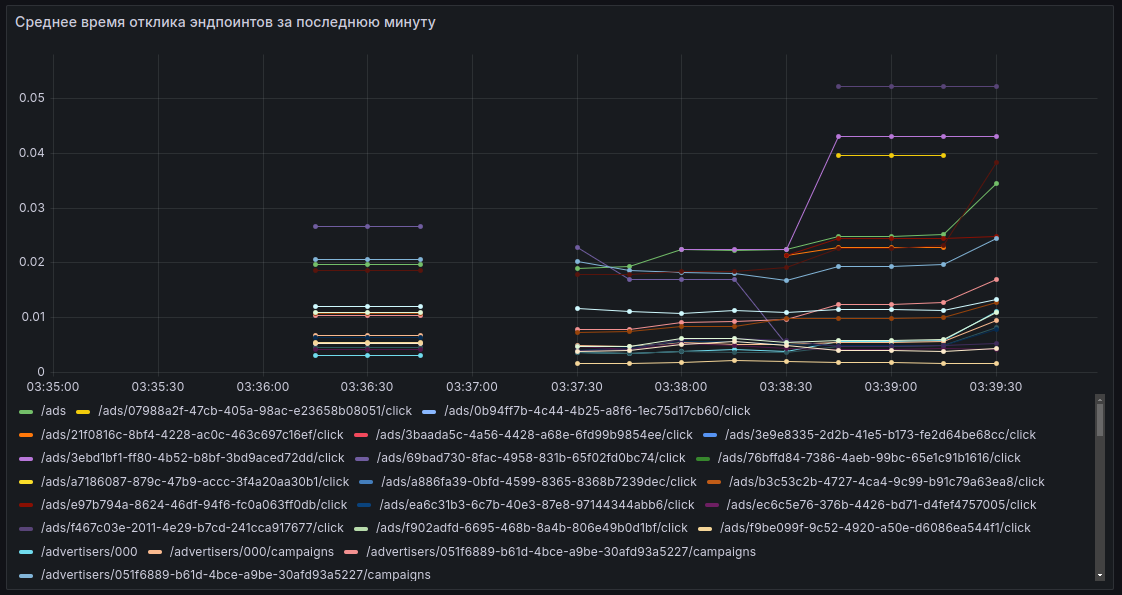 Среднее время отклика эндпоинтов за последнюю минуту
0.05
0.04
0.03
0.02
0.01
0
03:35:00 03:35:30 03:36:00 03:36:30 03:37:00 03:37:30 03:38:00 03:38:30 03:39:00 03:39:30
/ads /ads/07988a2f-47cb-405a-98ac-e23658b08051/click /ads/0b94ff7b-4c44-4b25-a8f6-1ec75d17cb60/click
/ads/21f0816c-8bf4-4228-ac0c-463c697c16ef/click /ads/3baada5c-4a56-4428-a68e-6fd99b9854ee/click /ads/3e9e8335-2d2b-41e5-b173-fe2d64be68cc/click
/ads/3ebd1bf1-ff80-4b52-b8bf-3bd9aced72dd/click /ads/69bad730-8fac-4958-831b-65f02fd0bc74/click /ads/76bffd84-7386-4aeb-99bc-65e1c91b1616/click
/ads/a7186087-879c-47b9-accc-3f4a20aa30b1/click /ads/a886fa39-0bfd-4599-8365-8368b7239dec/click /ads/b3c53c2b-4727-4ca4-9c99-b91c79a63ea8/click
/ads/e97b794a-8624-46df-94f6-fc0a063ff0db/click /ads/ea6c31b3-6c7b-40e3-87e8-97144344abb6/click /ads/ec6c5e76-376b-4426-bd71-d4fef4757005/click
/ads/f467c03e-2011-4e29-b7cd-241cca917677/click /ads/f902adfd-6695-468b-8a4b-806e49b0d1bf/click /ads/f9be099f-9c52-4920-a50e-d6086ea544f1/click
/advertisers/000 /advertisers/000/campaigns /advertisers/051f6889-b61d-4bce-a9be-30afd93a5227/campaigns
/advertisers/051f6889-b61d-4bce-a9be-30afd93a5227/campaigns